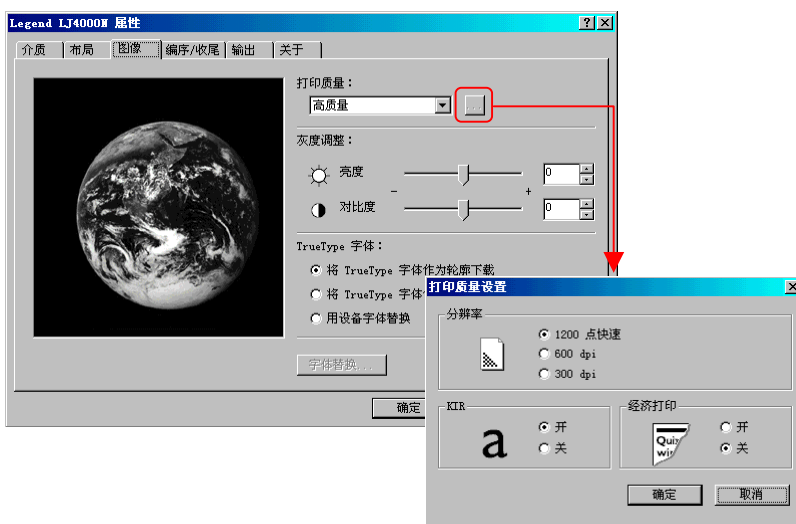 Legend LJ4000N 属性
介质 布局 图像 编序/收尾 输出 关于
打印质量：
高质量 ...
灰度调整：
亮度 - + 0
对比度 0
TrueType 字体：
将 TrueType 字体作为轮廓下载
将 TrueType 字体
用设备字体替换
字体替换...
确定
打印质量设置
分辨率
1200 点快速
600 dpi
300 dpi
KIR
a
开
关
经济打印
Qui
wi
开
关
确定 取消